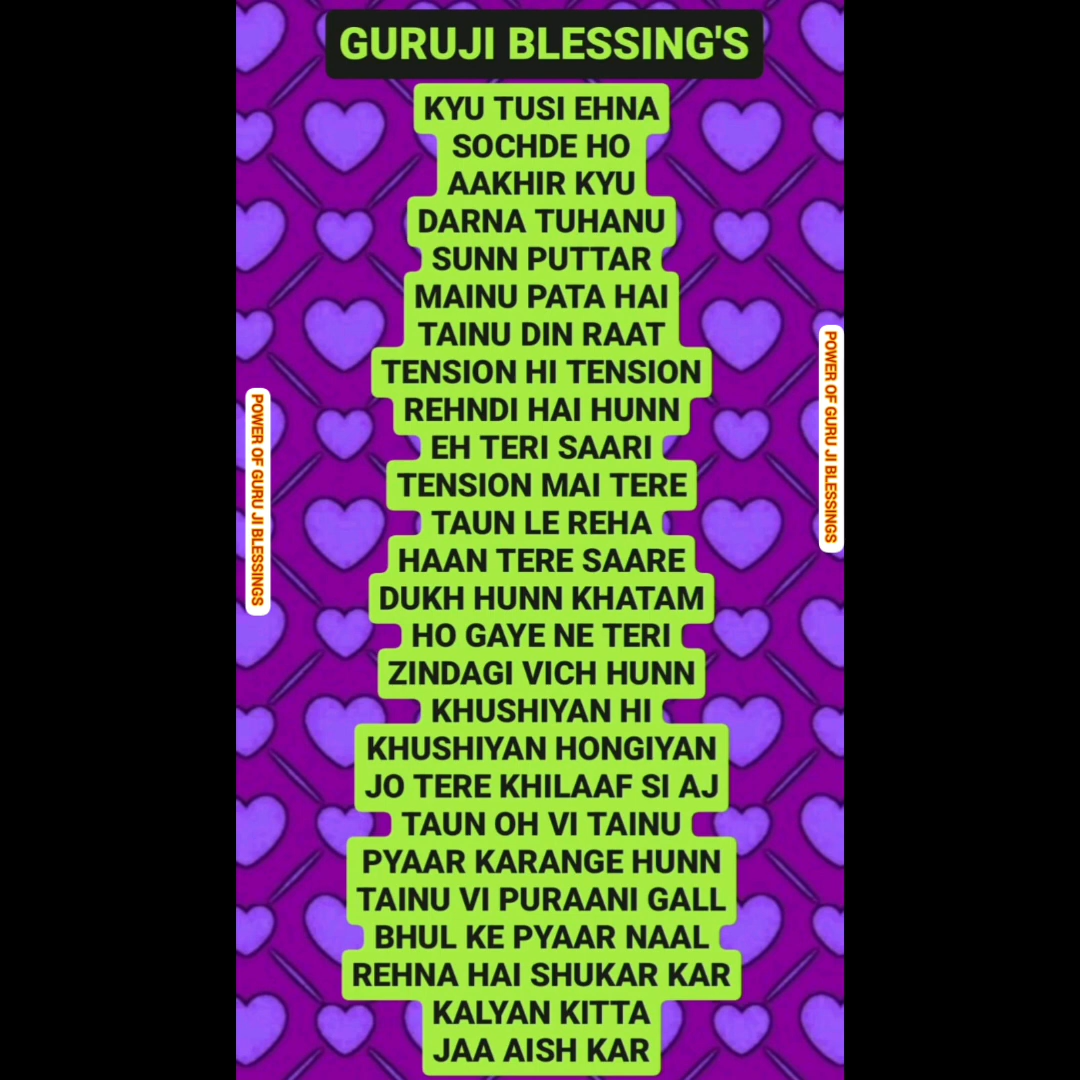 GURUJI BLESSING'S
KYU TUSI EHNA
SOCHDE HO
AAKHIR KYU
DARNA TUHANU
SUNN PUTTAR
MAINU PATA HAI
TAINU DIN RAAT
TENSION HI TENSION
REHNDI HAI HUNN
EH TERI SAARI
TENSION MAI TERE
TAUN LE REHA
HAAN TERE SAARE
DUKH HUNN KHATAM
HO GAYE NE TERI
ZINDAGI VICH HUNN
KHUSHIYAN HI
KHUSHIYAN HONGIYAN
JO TERE KHILAAF SI AJ
TAUN OH VI TAINU
PYAAR KARANGE HUNN
TAINU VI PURAANI GALL
BHUL KE PYAAR NAAL
REHNA HAI SHUKAR KAR
KALYAN KITTA
JAA AISH KAR
POWER OF GURU JI BLESSINGS
POWER OF GURU JI BLESSINGS